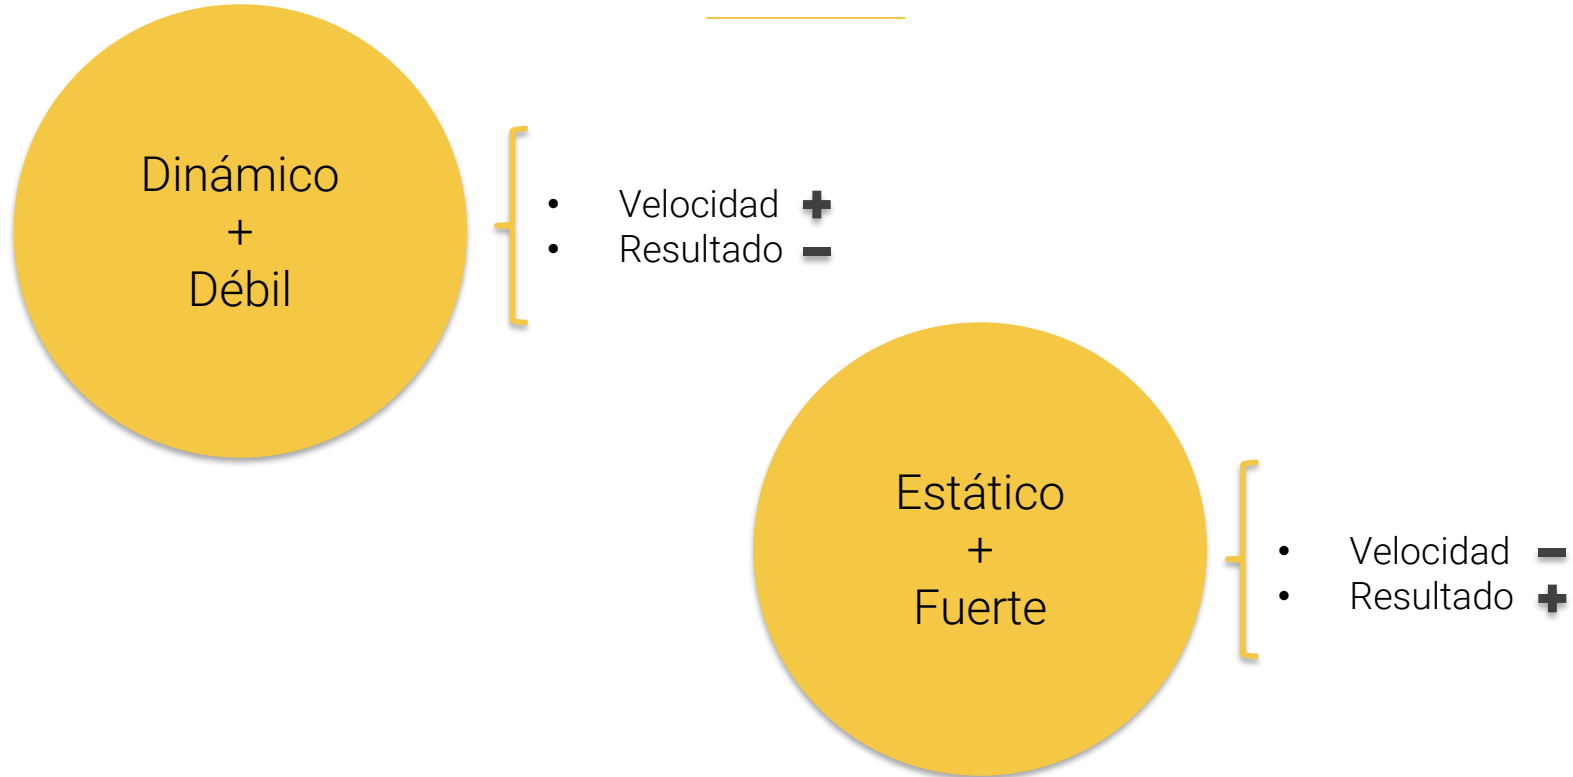 Dinámico
+
Débil
• Velocidad +
• Resultado -
Estático
+
Fuerte
• Velocidad -
• Resultado +